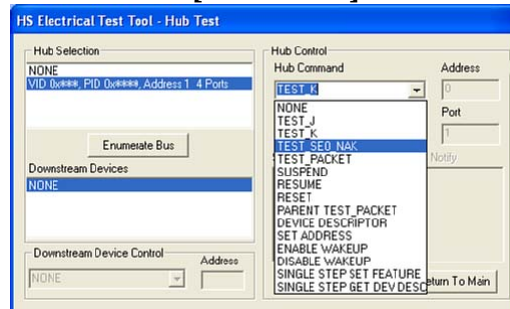 HS Electrical Test Tool - Hub Test
Hub Selection
NONE
VID 0x***, PID 0x****, Address 1 4 Ports
Enumerate Bus
Downstream Devices
NONE
Downstream Device Control
Address
NONE
Hub Control
Hub Command
Address
TEST_K
0
Port
1
NONE
TEST_J
TEST_K
TEST_SE0_NAK
TEST_PACKET
SUSPEND
RESUME
RESET
PARENT TEST_PACKET
DEVICE DESCRIPTOR
SET ADDRESS
ENABLE WAKEUP
DISABLE WAKEUP
SINGLE STEP SET FEATURE
SINGLE STEP GET DEV DESC
Notify
eturn To Main